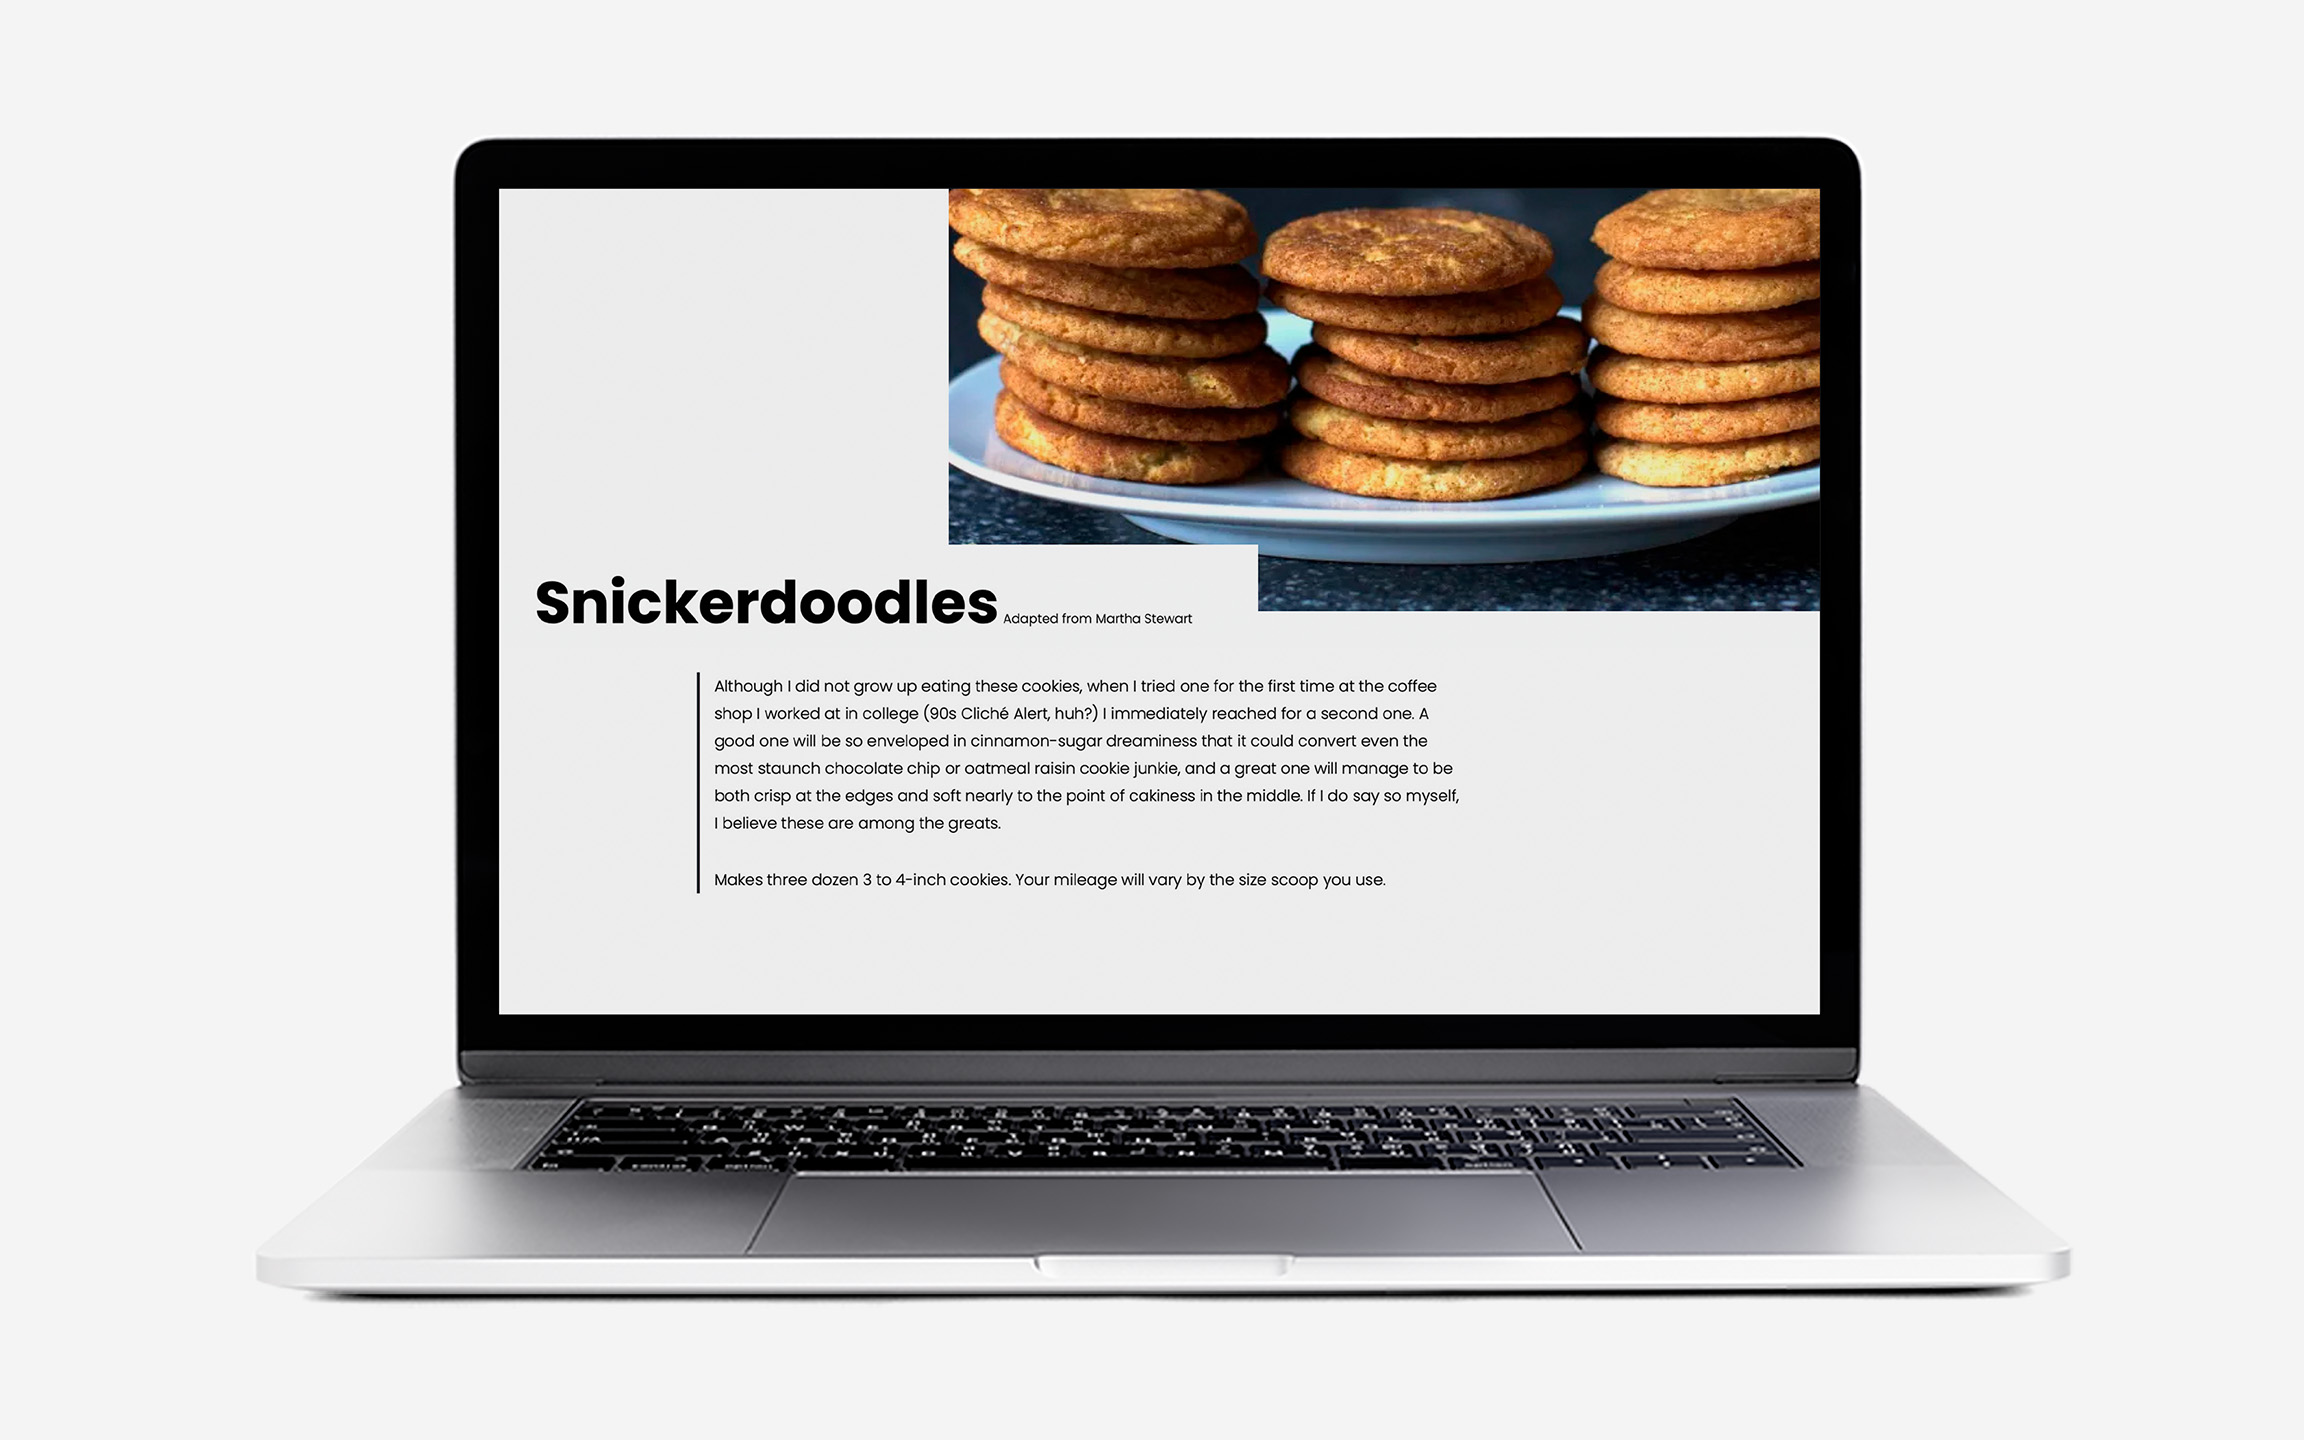 Snickerdoodles Adapted from Martha Stewart
Although I did not grow up eating these cookies, when I tried one for the first time at the coffee
shop I worked at in college (90s Cliché Alert, huh?) I immediately reached for a second one. A
good one will be so enveloped in cinnamon-sugar dreaminess that it could convert even the
most staunch chocolate chip or oatmeal raisin cookie junkie, and a great one will manage to be
both crisp at the edges and soft nearly to the point of cakiness in the middle. If I do say so myself,
I believe these are among the greats.
Makes three dozen 3 to 4-inch cookies. Your mileage will vary by the size scoop you use.